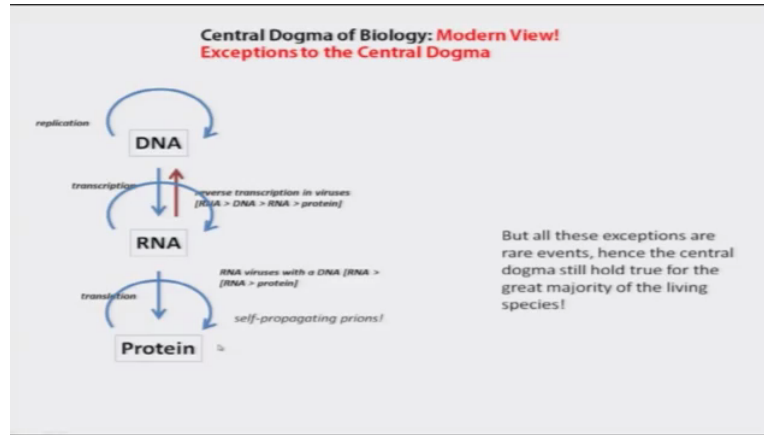 Central Dogma of Biology: Modern View!
Exceptions to the Central Dogma
replication
DNA
transcription
reverse transcription in viruses
[RNA > DNA > RNA > protein]
RNA
RNA viruses with a DNA [RNA >
[RNA > protein]
translation
self-propagating prions!
Protein
But all these exceptions are
rare events, hence the central
dogma still hold true for the
great majority of the living
species!